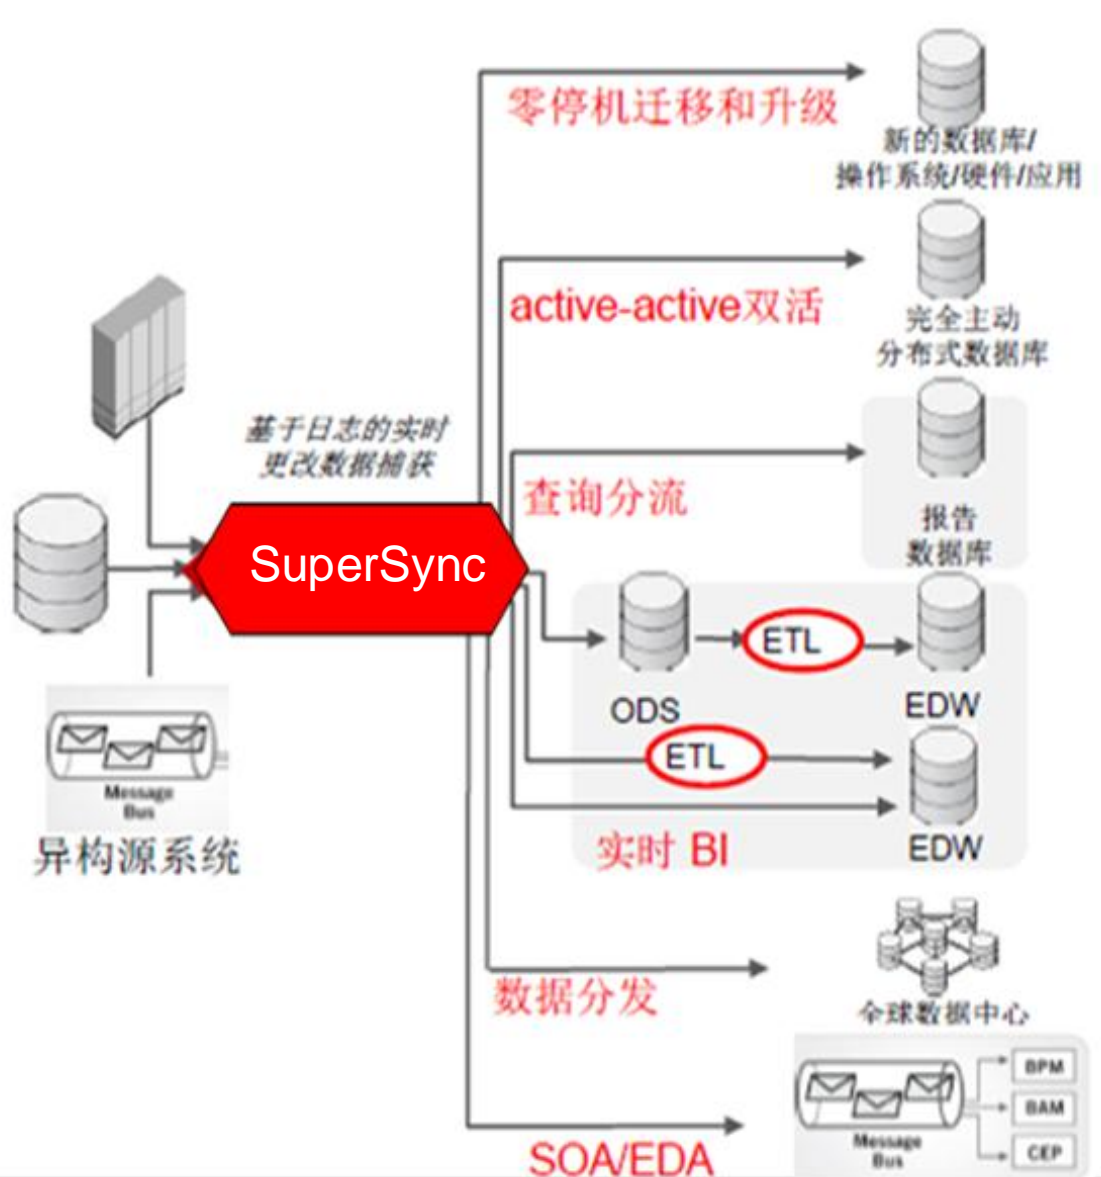 零停机迁移和升级
新的数据库/
操作系统/硬件/应用
active-active双活
完全主动
分布式数据库
基于日志的实时
更改数据捕获
查询分流
报告
数据库
SuperSync
ETL
ODS
EDW
ETL
实时 BI
EDW
Message
Bus
异构源系统
数据分发
全球数据中心
SOA/EDA
Message
Bus
BPM
BAM
CEP